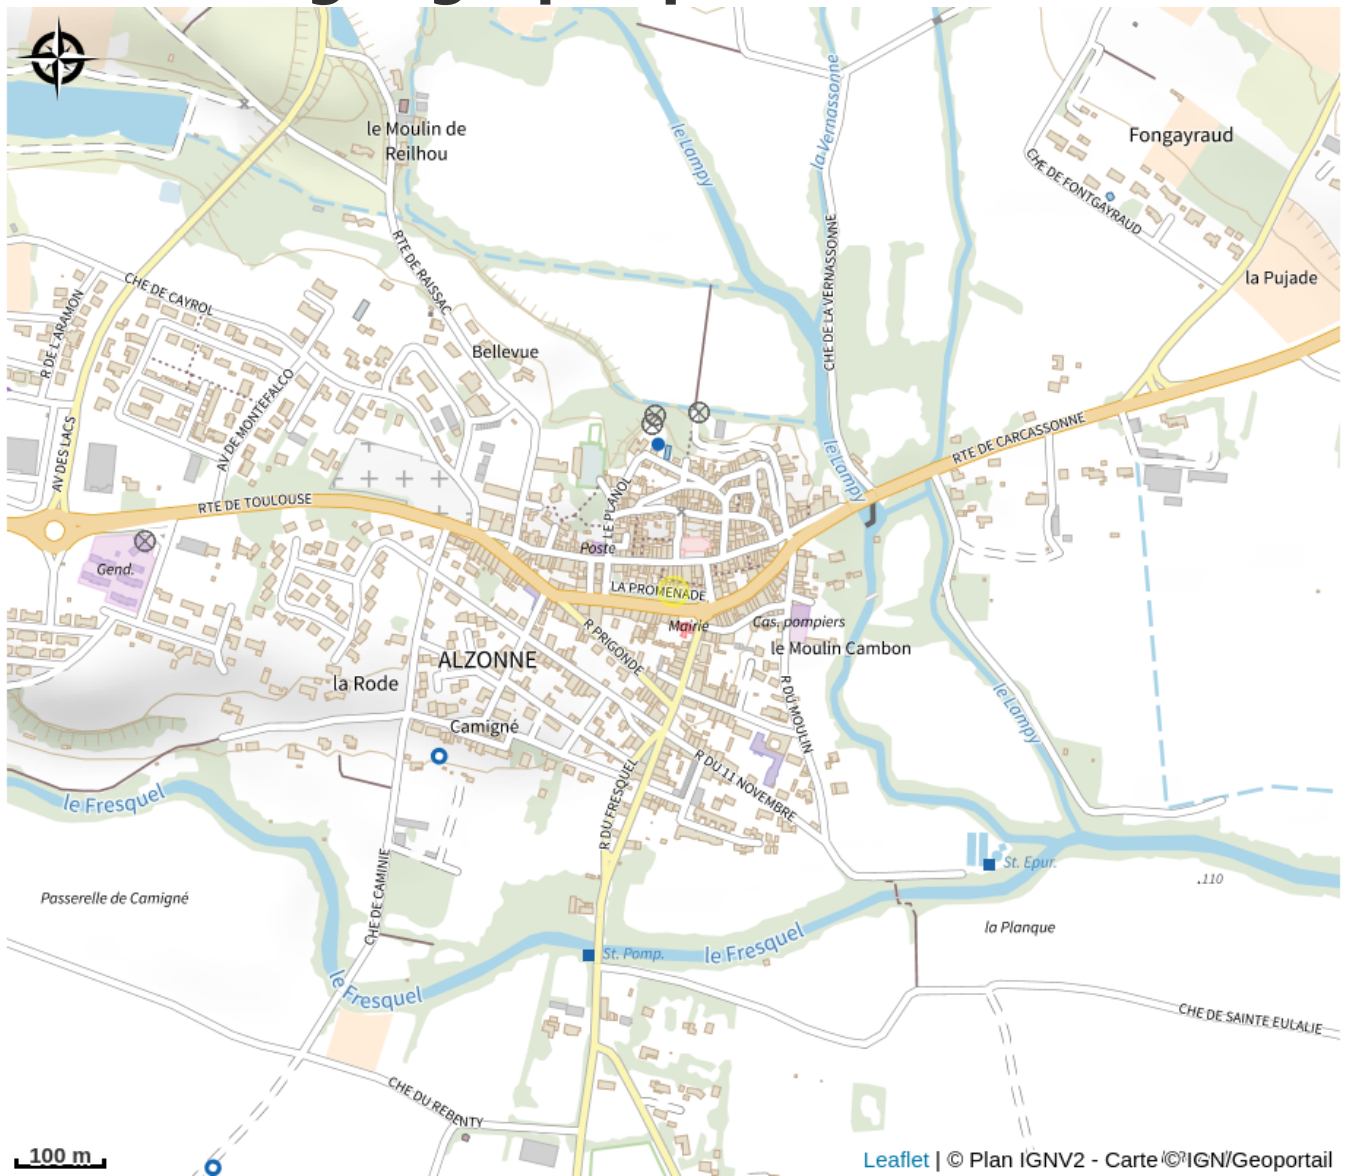 le Moulin de
Reilhou
le Lampy
la Vernassonne
Fongayraud
CHE DE FONTGAYRAUD
la Pujade
RTE DE RAISSAC
CHE DE CAYROL
R DE L'ARAMON
CHE DE LA VERNASSONNE
Bellevue
AV DE MONTEFALCO
AV DES LACS
RTE DE CARCASSONNE
le Lampy
RTE DE TOULOUSE
LE PLANOL
Poste
Gend.
LA PROMENADE
Mairie
Cas. pompiers
le Moulin Cambon
R PRIGONDE
ALZONNE
la Rode
R DU MOULIN
le Lampy
Camigné
R DU 11 NOVEMBRE
le Fresquel
R DU FRESQUEL
St. Epur.
.110
CHE DE CAMINIE
Passerelle de Camigné
la Planque
le Fresquel
St. Pomp.
le Fresquel
CHE DE SAINTE EULALIE
CHE DU REBENTY
100 m
Leaflet | © Plan IGNV2 - Carte © IGN/Geoportail